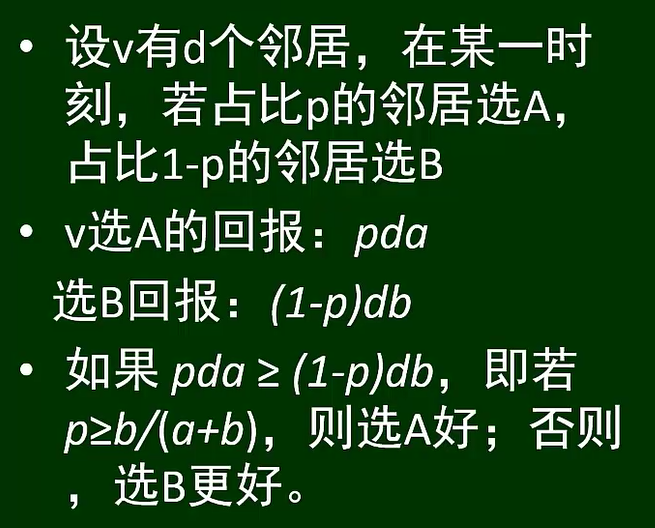 • 设v有d个邻居，在某一时
刻，若占比p的邻居选A，
占比1-p的邻居选B
• v选A的回报：pda
选B回报：(1-p)db
• 如果 pda ≥ (1-p)db，即若
p≥b/(a+b)，则选A好；否则
，选B更好。